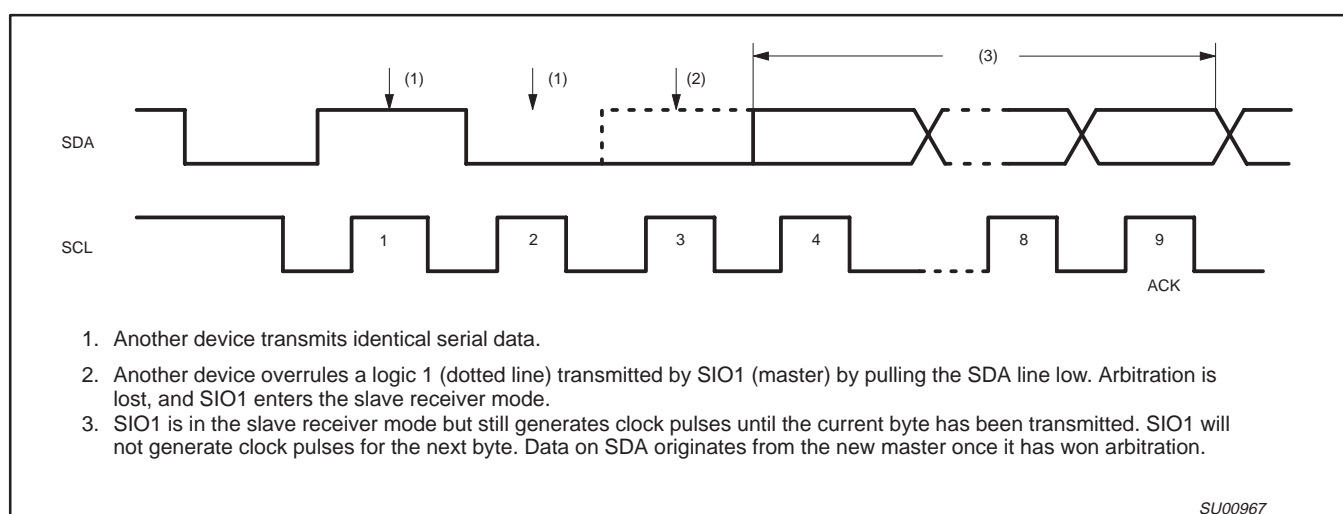 (3)
(1) (1) (2)
SDA
SCL 1 2 3 4 8 9
ACK
1. Another device transmits identical serial data.
2. Another device overrules a logic 1 (dotted line) transmitted by SIO1 (master) by pulling the SDA line low. Arbitration is
lost, and SIO1 enters the slave receiver mode.
3. SIO1 is in the slave receiver mode but still generates clock pulses until the current byte has been transmitted. SIO1 will
not generate clock pulses for the next byte. Data on SDA originates from the new master once it has won arbitration.
SU00967